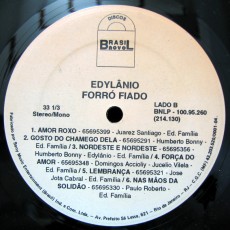 DISCOS
BRASIL
EDYLÂNIO
FORRÓ FIADO
33 1/3
Stereo/Mono
LADO B
BNLP - 100.95.260
(214.130)
1. AMOR ROXO - 65695399 - Juarez Santiago - Ed. Família /
2. GOSTO DO CHAMEGO DELA - 65695291 - Humberto Bonny -
Ed. Família / 3. NORDESTE E NORDESTE - 65695356 -
Humberto Bonny - Edylânio - Ed. Família / 4. FORÇA DO
AMOR - 65695348 - Domingos Accioly - Jucelio Vilela -
Ed. Família / 5. LEMBRANÇA - 65695321 - Jose
Jota Cabral - Ed. Família / 6. NAS MÃOS DA
SOLIDÃO - 65695330 - Paulo Roberto -
Ed. Família